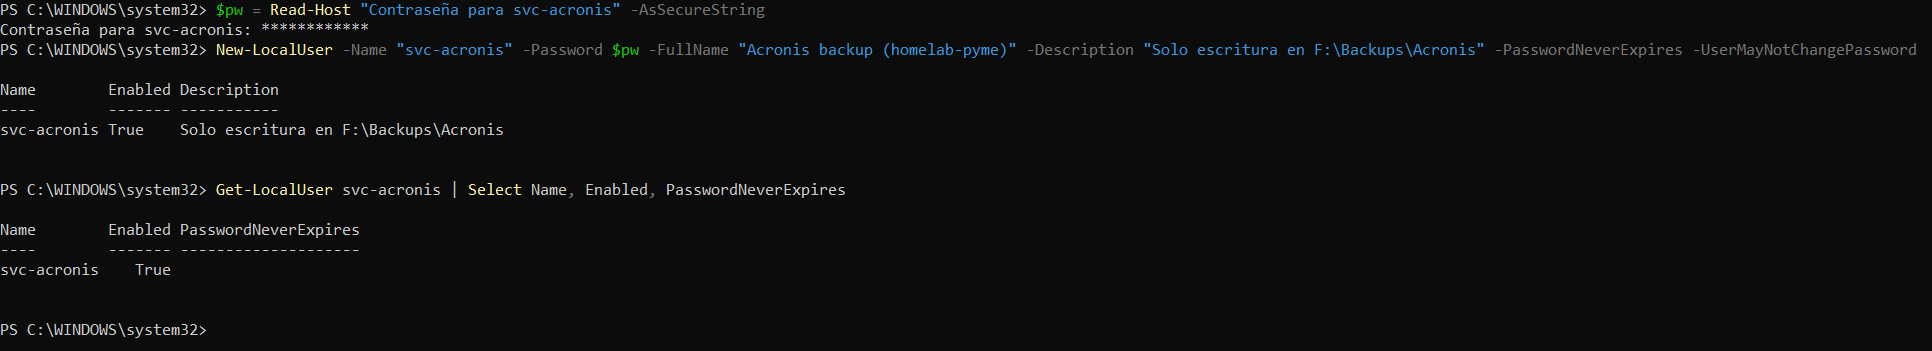 PS C:\WINDOWS\system32> $pw = Read-Host "Contraseña para svc-acronis" -AsSecureString
Contraseña para svc-acronis: ************
PS C:\WINDOWS\system32> New-LocalUser -Name "svc-acronis" -Password $pw -FullName "Acronis backup (homelab-pyme)" -Description "Solo escritura en F:\Backups\Acronis" -PasswordNeverExpires -UserMayNotChangePassword
Name        Enabled Description
----        ------- -----------
svc-acronis True    Solo escritura en F:\Backups\Acronis
PS C:\WINDOWS\system32> Get-LocalUser svc-acronis | Select Name, Enabled, PasswordNeverExpires
Name        Enabled PasswordNeverExpires
----        ------- --------------------
svc-acronis    True
PS C:\WINDOWS\system32>